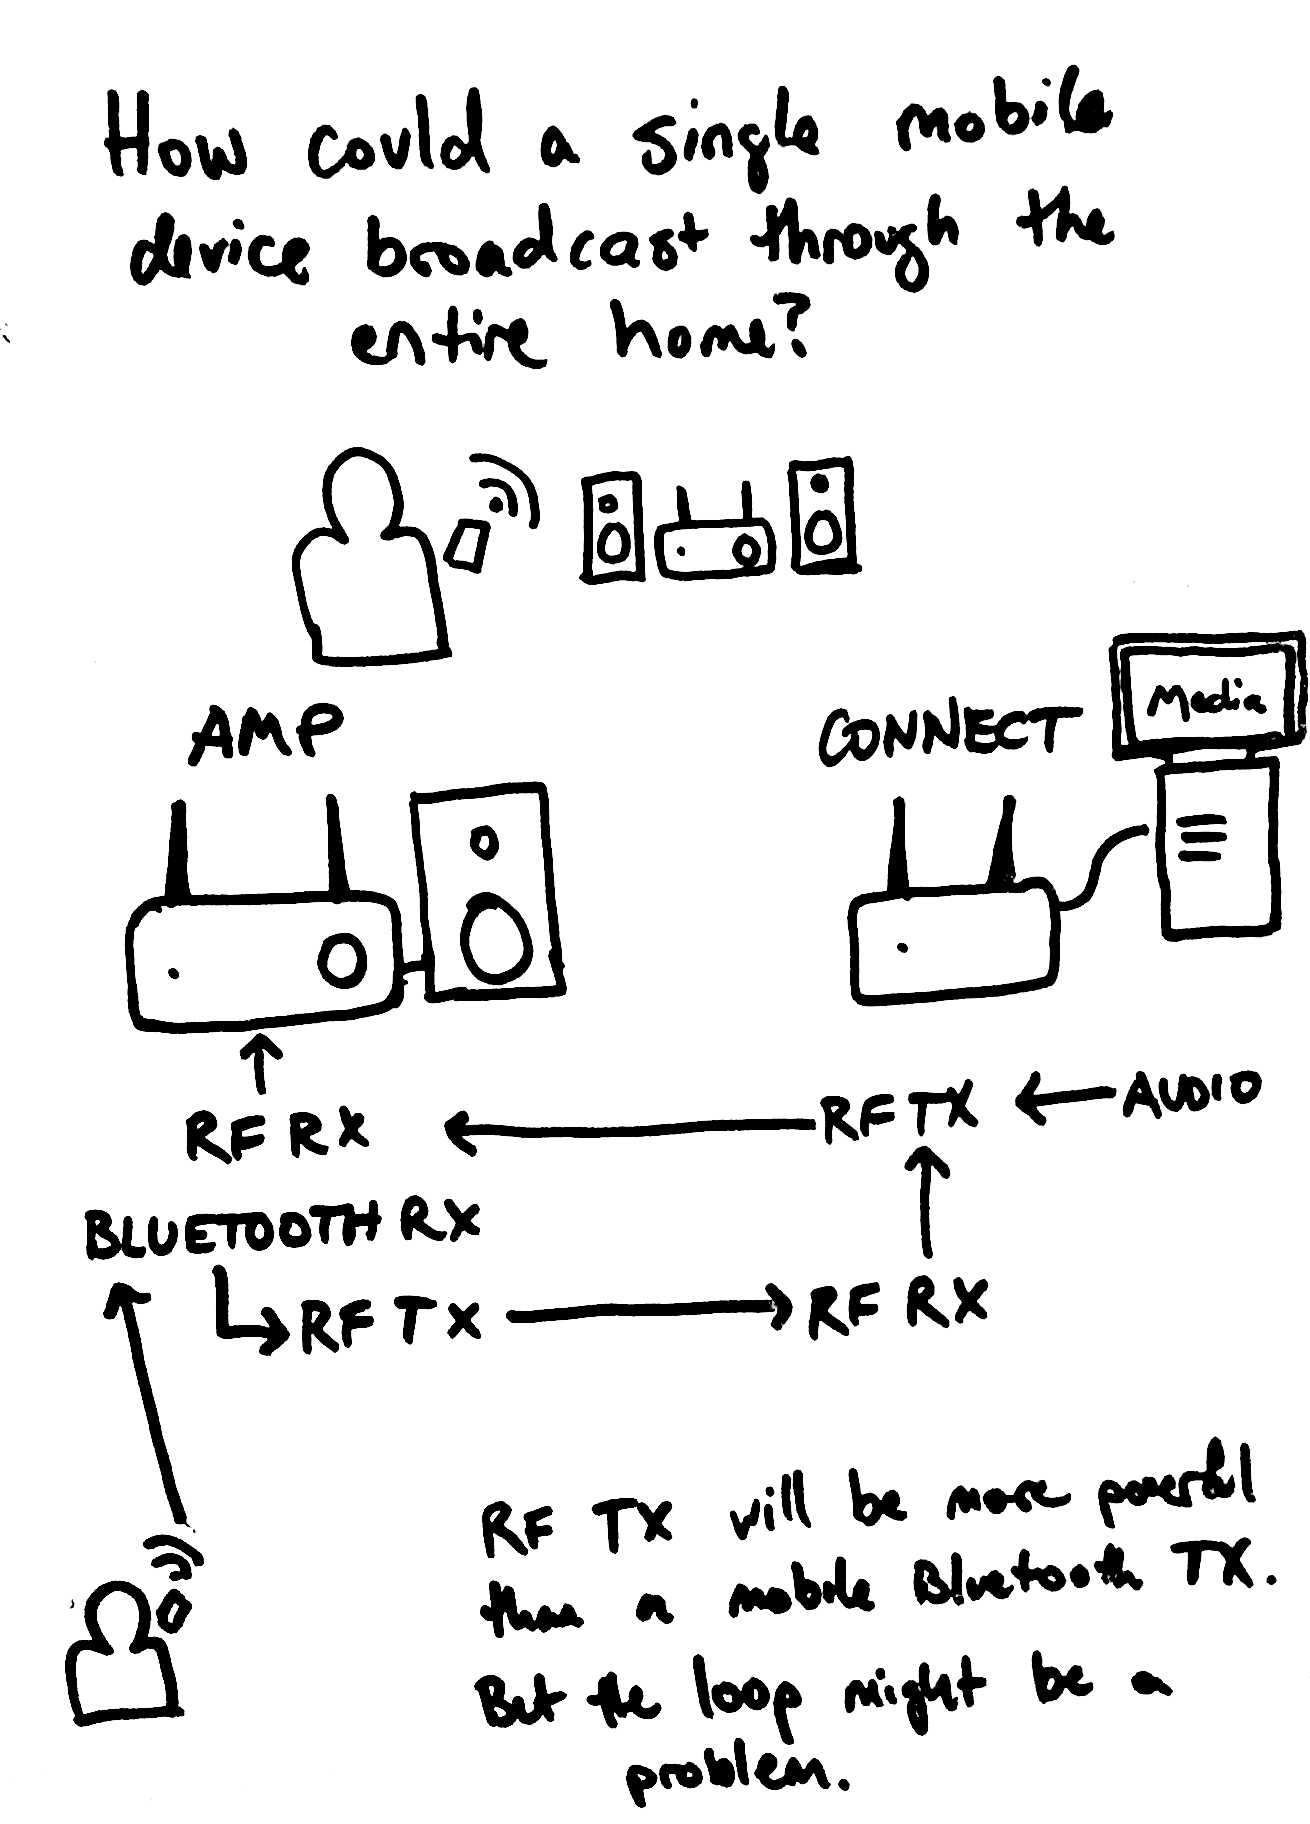 How could a single mobile
device broadcast through the
entire home?
AMP
CONNECT
Media
RF RX
RF TX
AUDIO
BLUETOOTH RX
RF TX
RF RX
RF TX will be more powerful
than a mobile Bluetooth TX.
But the loop might be a
problem.